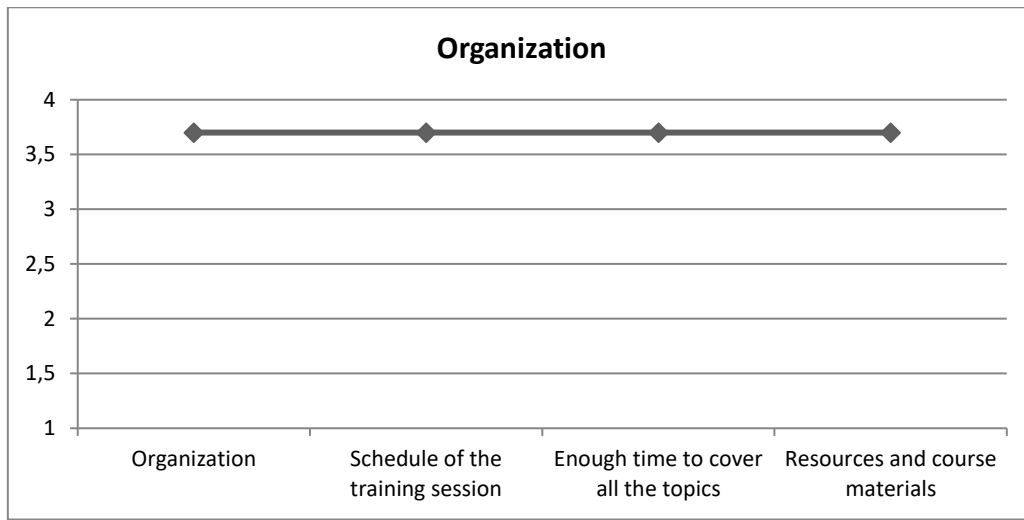 Organization
4
3,5
3
2,5
2
1,5
1
Organization
Schedule of the
training session
Enough time to cover
all the topics
Resources and course
materials